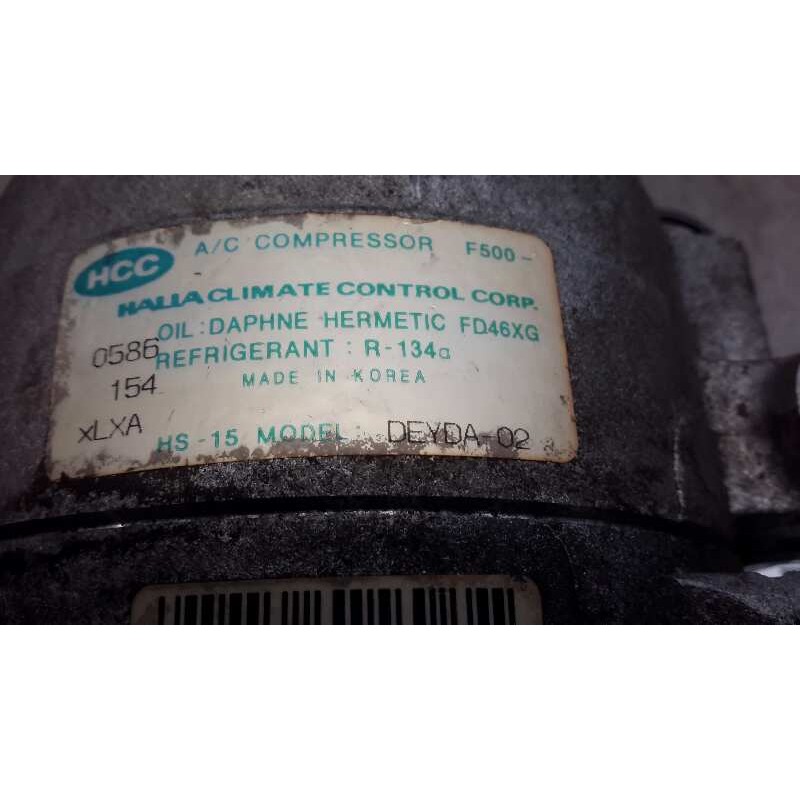 HCC
A/C COMPRESSOR F500-
HALLA CLIMATE CONTROL CORP.
OIL : DAPHNE HERMETIC FD46XG
0586
REFRIGERANT : R-134a
154
MADE IN KOREA
xLXA
HS-15 MODEL: DEYDA-02